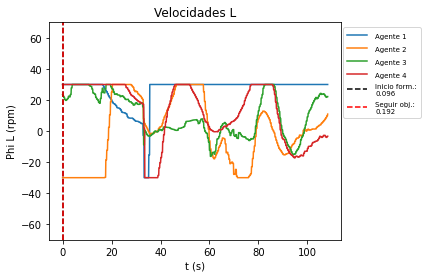 Velocidades L
Phi L (rpm)
60
40
20
0
−20
−40
−60
0
20
40
60
80
100
t (s)
Agente 1
Agente 2
Agente 3
Agente 4
Inicio form.:
0.096
Seguir obj.:
0.192